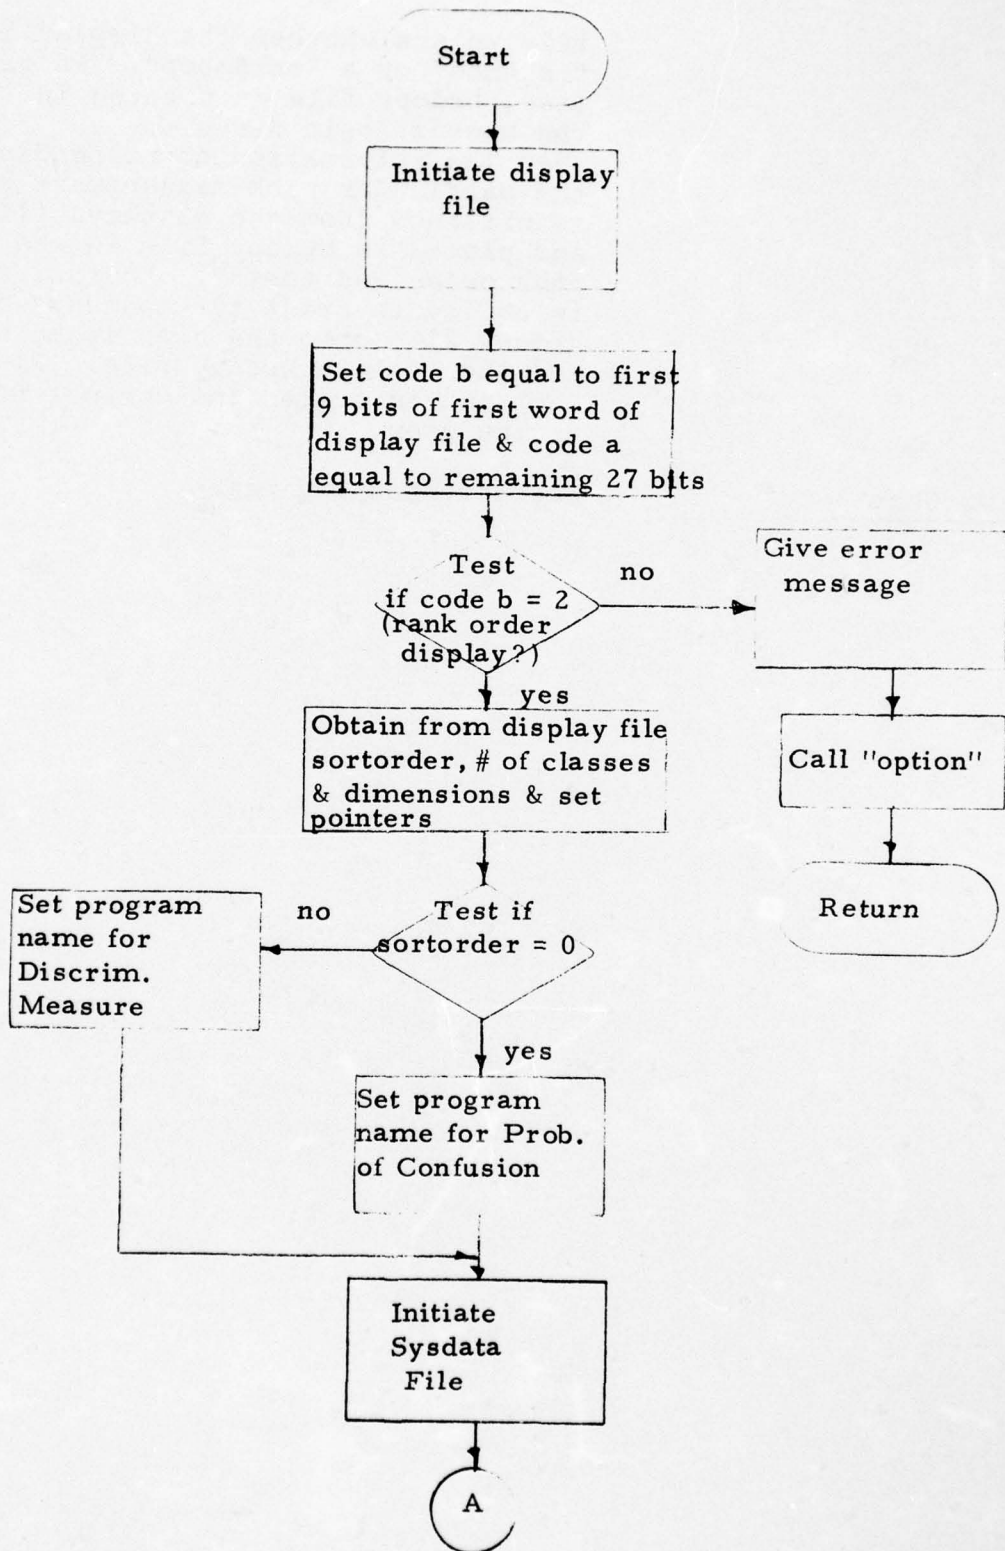 Start
Initiate display
file
Set code b equal to first
9 bits of first word of
display file & code a
equal to remaining 27 bits
Test
if code b = 2
(rank order
display?)
no
Give error
message
yes
Call "option"
Return
Obtain from display file
sortorder, # of classes
& dimensions & set
pointers
Test if
sortorder = 0
no
Set program
name for
Discrim.
Measure
yes
Set program
name for Prob.
of Confusion
Initiate
Sysdata
File
A